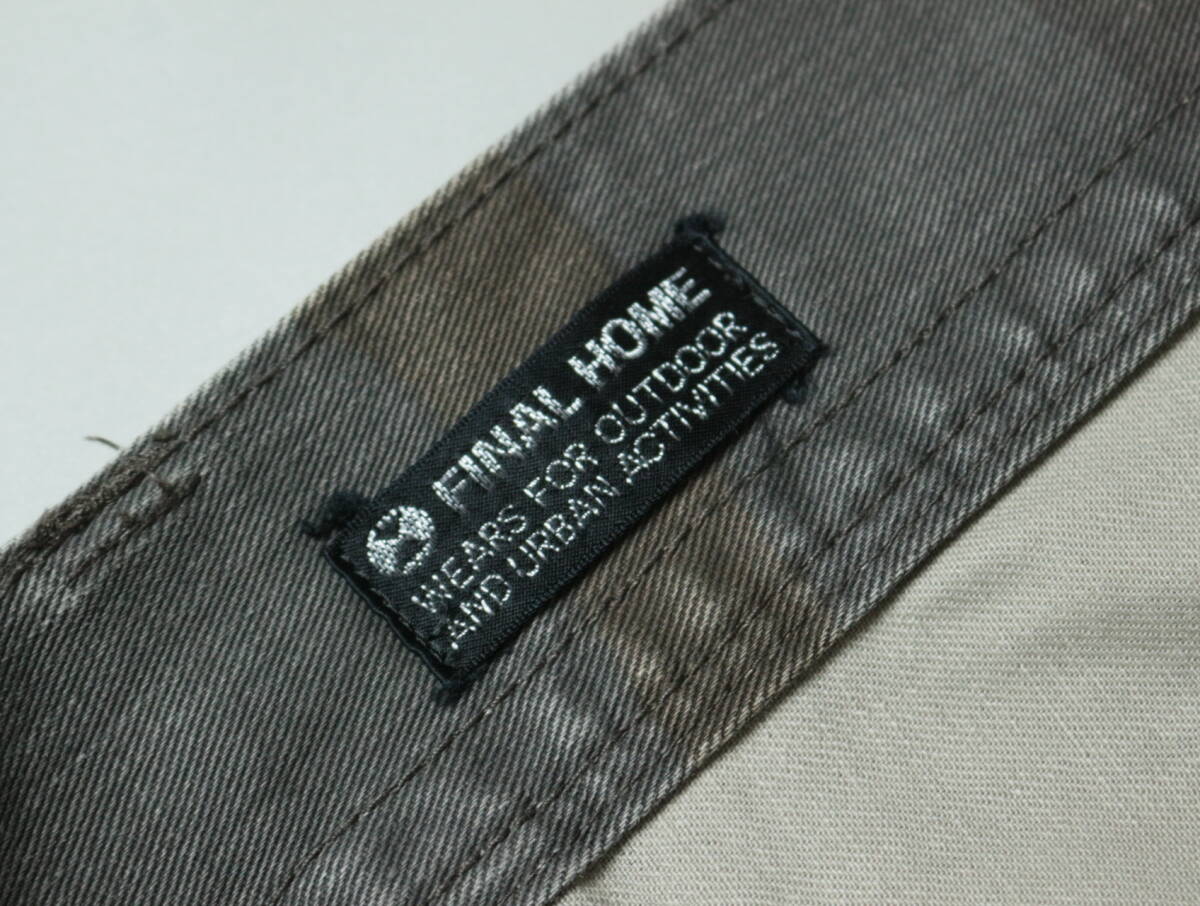 FINAL HOME
WEARS FOR OUTDOOR
AND URBAN ACTIVITIES